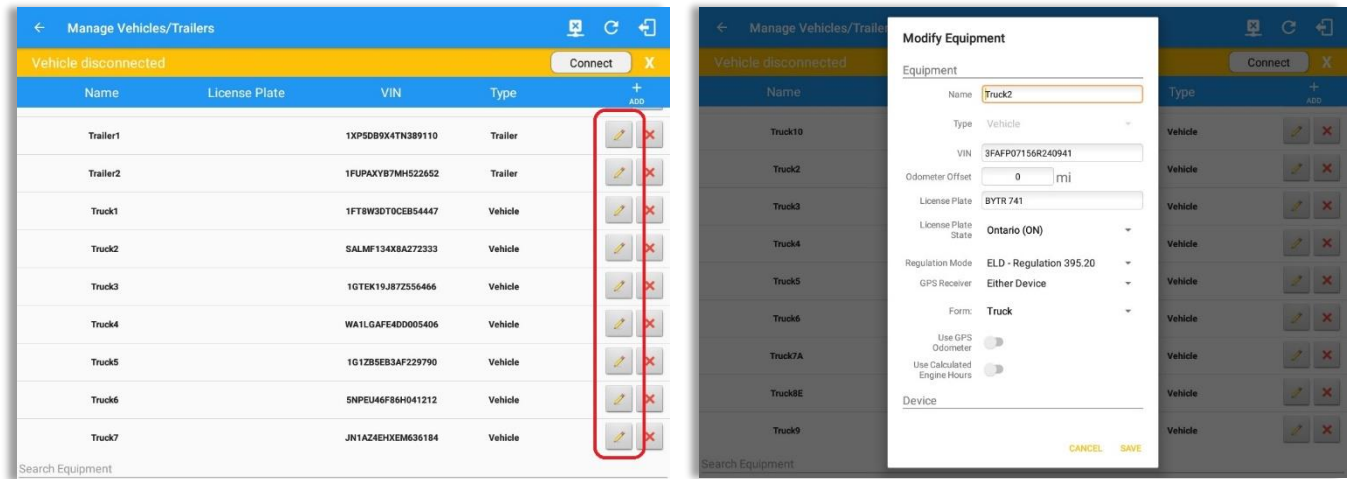 Manage Vehicles/Trailers
Vehicle disconnected Connect X
Name License Plate VIN Type + ADD
Trailer1 1XP5DB9X4TN389110 Trailer
Trailer2 1FUPAXYB7MH522652 Trailer
Truck1 1FT8W3DT0CEB54447 Vehicle
Truck2 SALMF134X8A272333 Vehicle
Truck3 1GTEK19J87Z556466 Vehicle
Truck4 WA1LGAFE4DD005406 Vehicle
Truck5 1G1ZB5EB3AF229790 Vehicle
Truck6 5NPEU46F86H041212 Vehicle
Truck7 JN1AZ4EHXEM636184 Vehicle
Search Equipment
Manage Vehicles/Traile
Vehicle disconnected Connect X
Name Type + ADD
Truck10 Vehicle
Truck2 Vehicle
Truck3 Vehicle
Truck4 Vehicle
Truck5 Vehicle
Truck6 Vehicle
Truck7A Vehicle
Truck8E Vehicle
Truck9 Vehicle
Search Equipment
Modify Equipment
Equipment
Name Truck2
Type Vehicle
VIN 3FAFP07156R240941
Odometer Offset 0 mi
License Plate BYTR 741
License Plate
State Ontario (ON)
Regulation Mode ELD - Regulation 395.20
GPS Receiver Either Device
Form: Truck
Use GPS
Odometer
Use Calculated
Engine Hours
Device
CANCEL SAVE